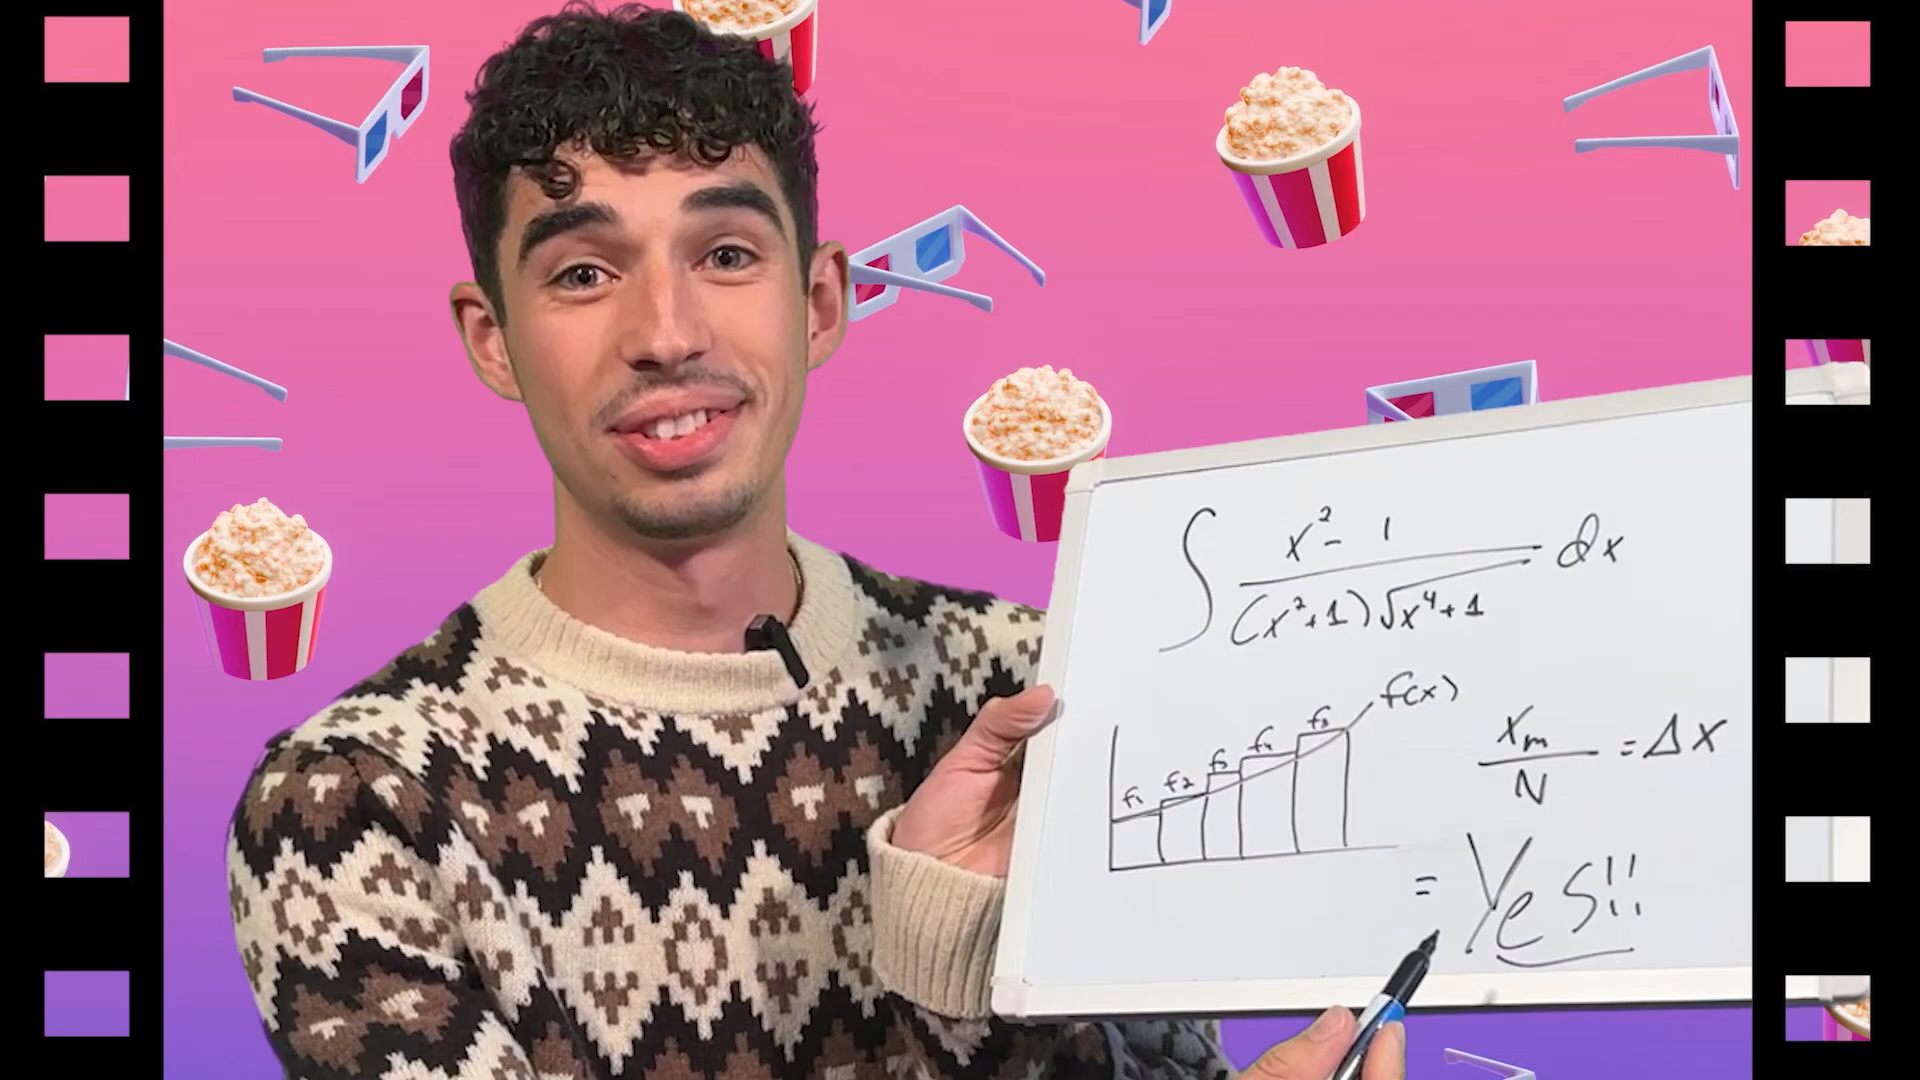 ∫ x² - 1 / (x²+1)√x⁴+1 dx
f(x)
f₁ f₂ f₃ f₄ f₅
xₘ / N = Δx
= Yes!!